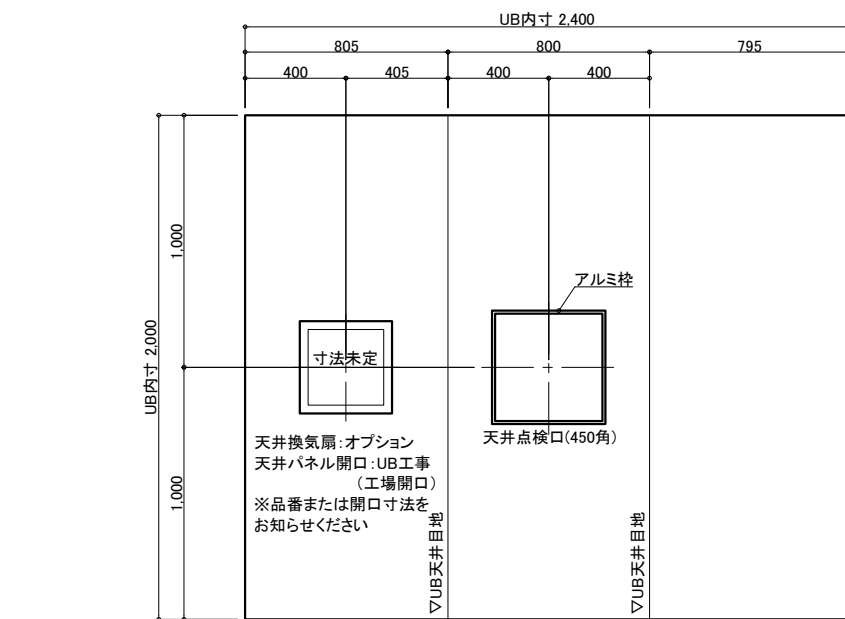 UB内寸 2,400
805
800
795
400
405
400
400
1,000
UB内寸 2,000
1,000
アルミ枠
寸法未定
天井点検口(450角)
天井換気扇:オプション
天井パネル開口:UB工事
(工場開口)
※品番または開口寸法を
お知らせください
▽UB天井目地
▽UB天井目地